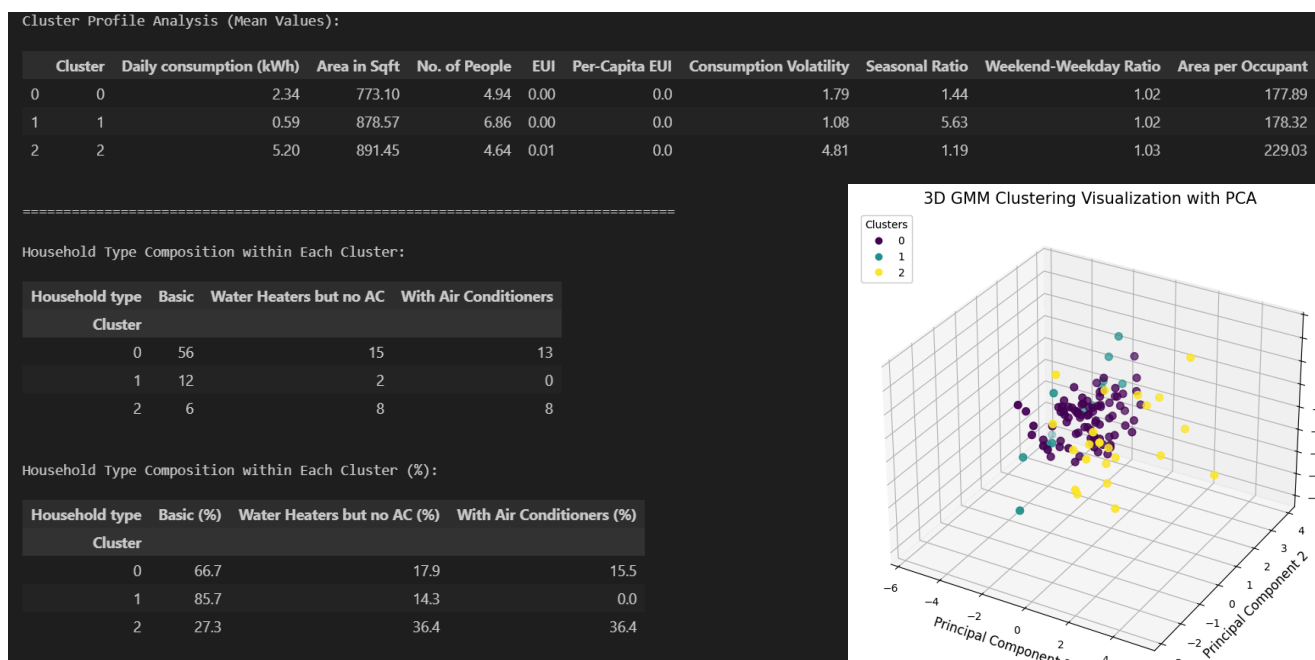 Cluster Profile Analysis (Mean Values):
Cluster Daily consumption (kWh) Area in Sqft No. of People EUI Per-Capita EUI Consumption Volatility Seasonal Ratio Weekend-Weekday Ratio Area per Occupant
0 0 2.34 773.10 4.94 0.00 0.0 1.79 1.44 1.02 177.89
1 1 0.59 878.57 6.86 0.00 0.0 1.08 5.63 1.02 178.32
2 2 5.20 891.45 4.64 0.01 0.0 4.81 1.19 1.03 229.03
================================================================================
Household Type Composition within Each Cluster:
Household type Basic Water Heaters but no AC With Air Conditioners
Cluster
0 56 15 13
1 12 2 0
2 6 8 8
Household Type Composition within Each Cluster (%):
Household type Basic (%) Water Heaters but no AC (%) With Air Conditioners (%)
Cluster
0 66.7 17.9 15.5
1 85.7 14.3 0.0
2 27.3 36.4 36.4
3D GMM Clustering Visualization with PCA
Clusters
0
1
2
−6 −4 −2 0 2 4
Principal Component
−2 −1 0 1 2 3 4
Principal Component 2